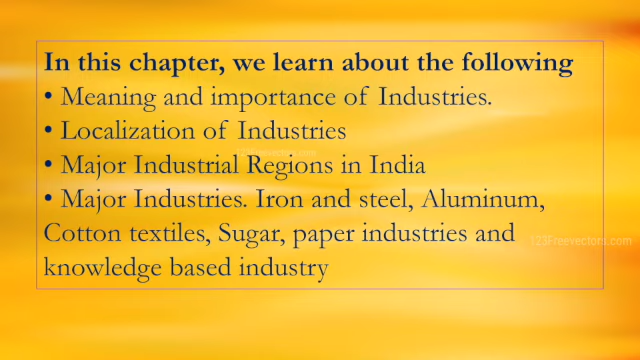 In this chapter, we learn about the following
• Meaning and importance of Industries.
• Localization of Industries
• Major Industrial Regions in India
• Major Industries. Iron and steel, Aluminum,
Cotton textiles, Sugar, paper industries and
123Freevectors.com
knowledge based industry